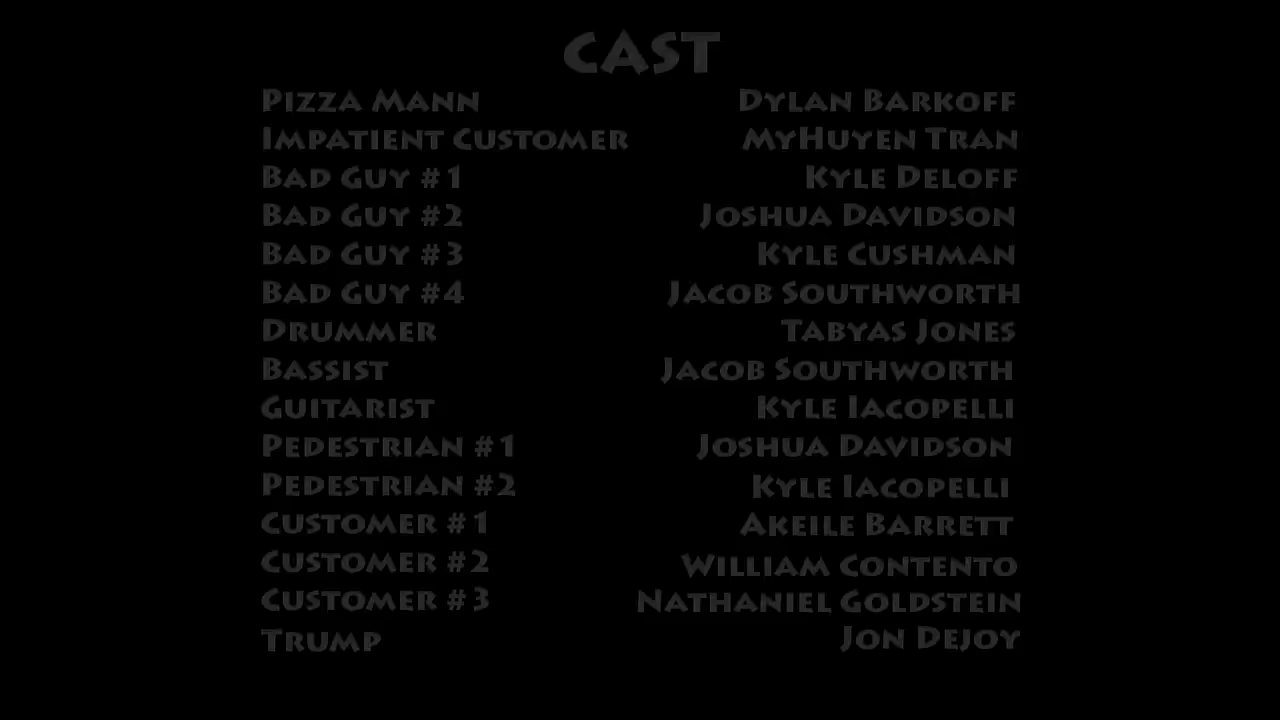 CAST
PIZZA MANN DYLAN BARKOFF
IMPATIENT CUSTOMER MYHUYEN TRAN
BAD GUY #1 KYLE DELOFF
BAD GUY #2 JOSHUA DAVIDSON
BAD GUY #3 KYLE CUSHMAN
BAD GUY #4 JACOB SOUTHWORTH
DRUMMER TABYAS JONES
BASSIST JACOB SOUTHWORTH
GUITARIST KYLE IACOPELLI
PEDESTRIAN #1 JOSHUA DAVIDSON
PEDESTRIAN #2 KYLE IACOPELLI
CUSTOMER #1 AKEILE BARRETT
CUSTOMER #2 WILLIAM CONTENTO
CUSTOMER #3 NATHANIEL GOLDSTEIN
TRUMP JON DEJOY